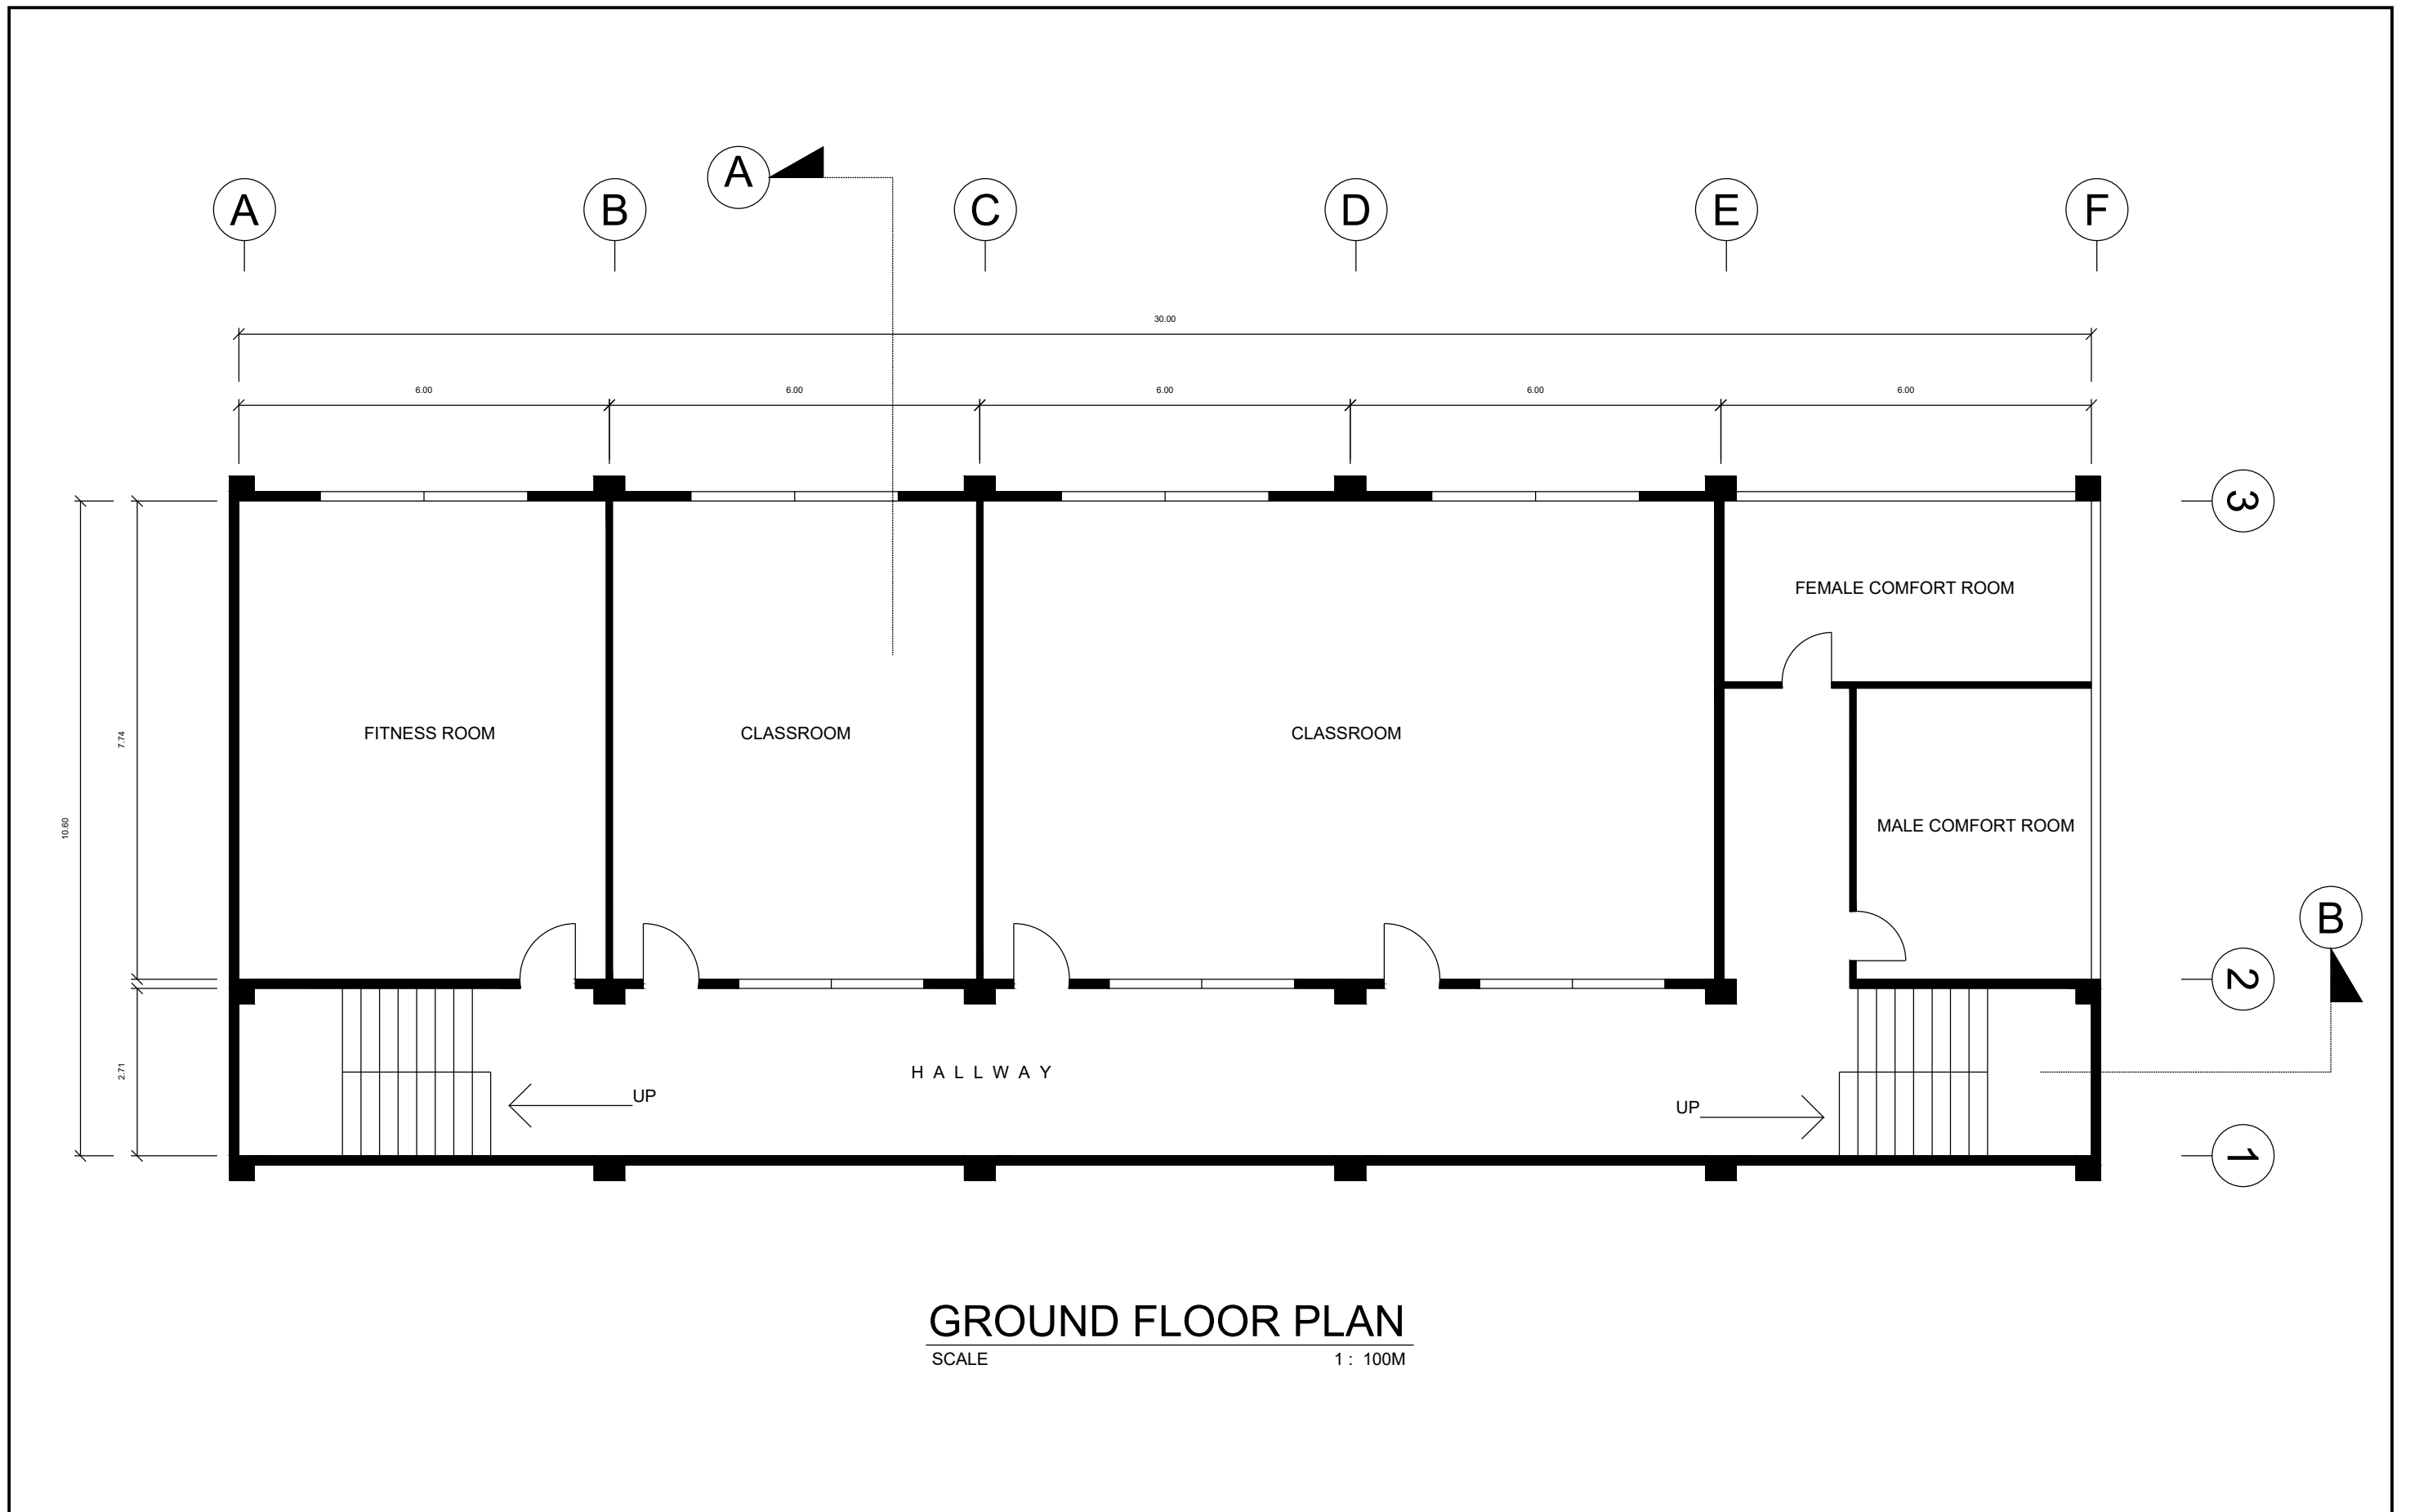 A
A B C D E F
30.00
6.00 6.00 6.00 6.00 6.00
3
FEMALE COMFORT ROOM
7.74
FITNESS ROOM CLASSROOM CLASSROOM
10.60
MALE COMFORT ROOM
B
2
2.71
H A L L W A Y
UP
UP
1
GROUND FLOOR PLAN
SCALE 1 : 100M